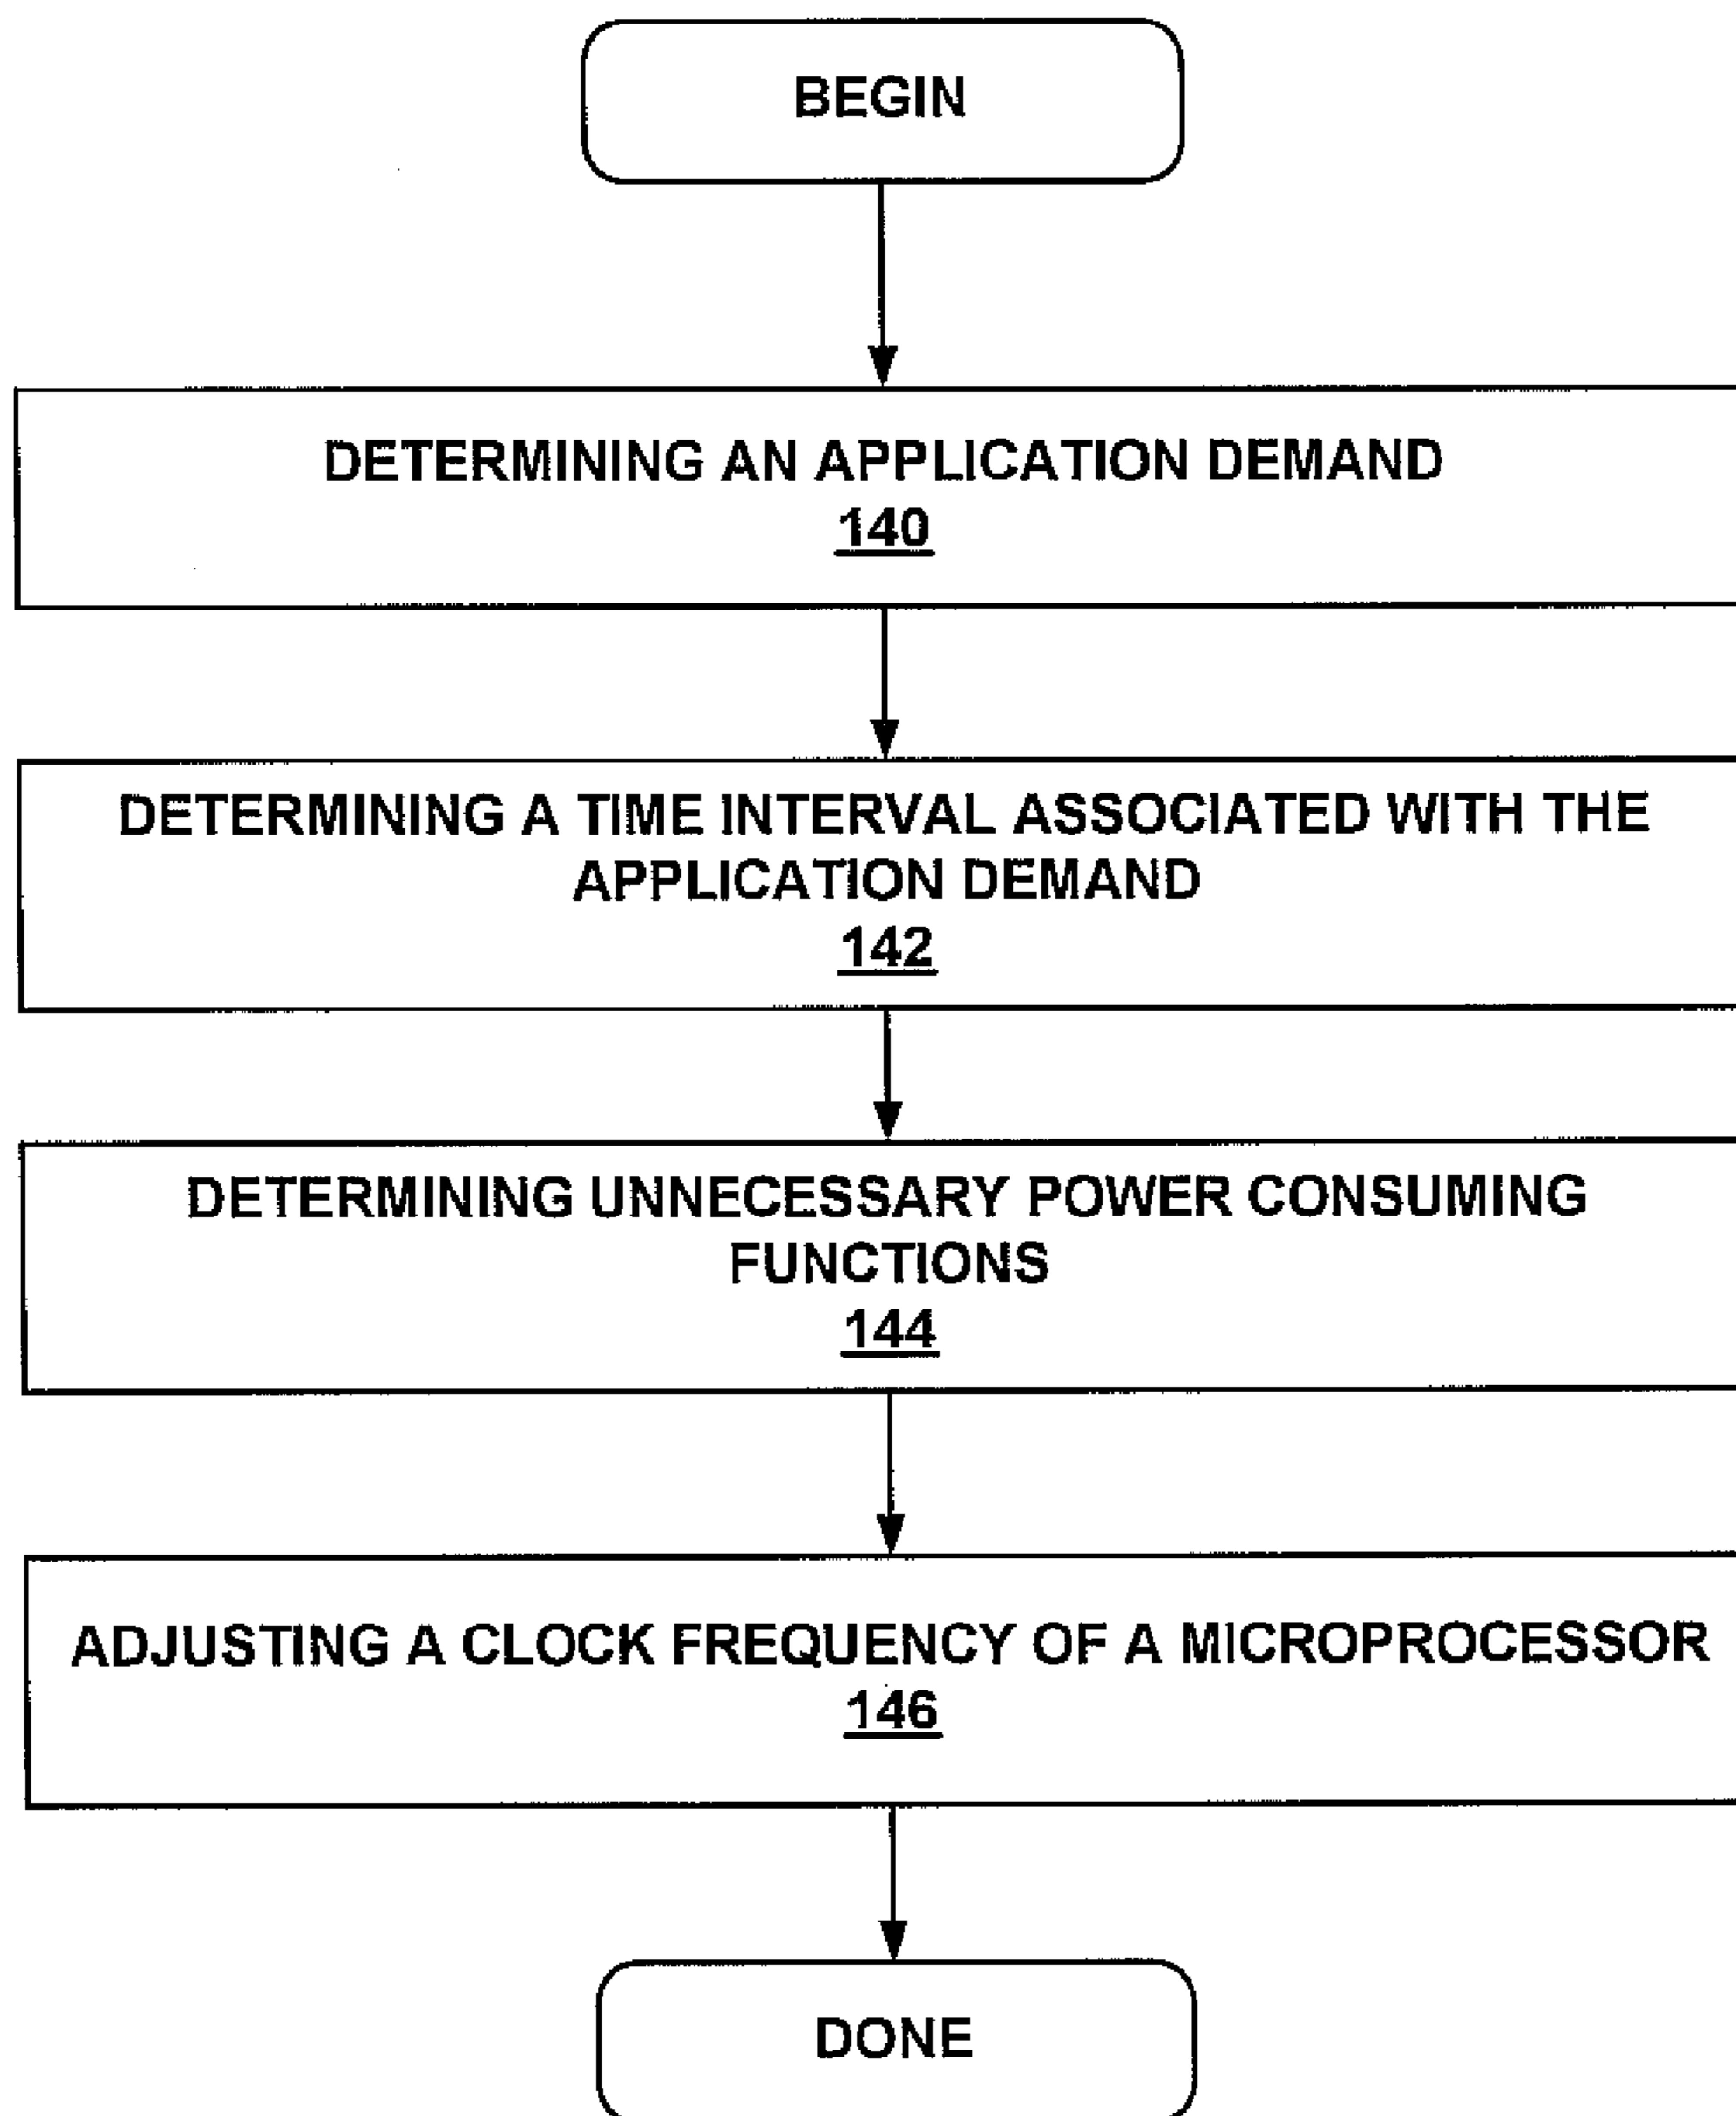 BEGIN
DETERMINING AN APPLICATION DEMAND
140
DETERMINING A TIME INTERVAL ASSOCIATED WITH THE
APPLICATION DEMAND
142
DETERMINING UNNECESSARY POWER CONSUMING
FUNCTIONS
144
ADJUSTING A CLOCK FREQUENCY OF A MICROPROCESSOR
146
DONE